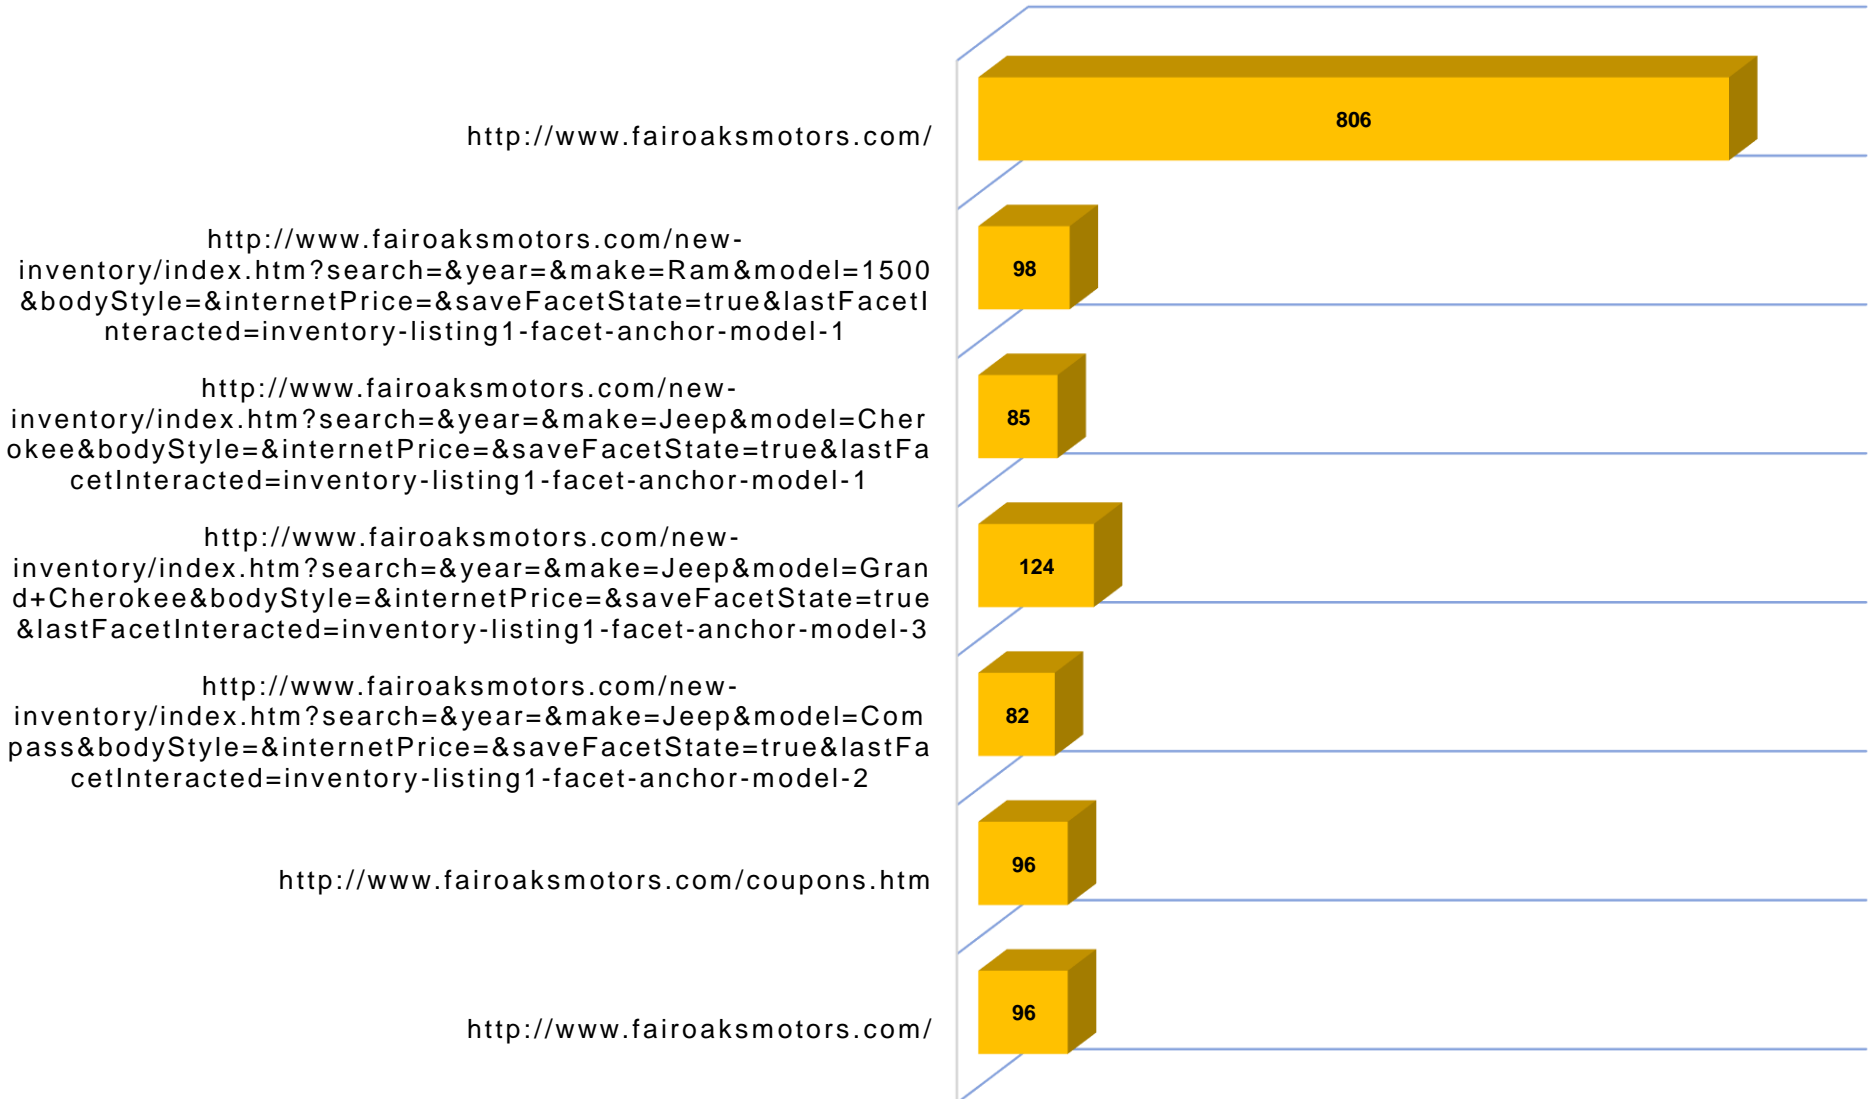 http://www.fairoaksmotors.com/
806
http://www.fairoaksmotors.com/new-
inventory/index.htm?search=&year=&make=Ram&model=1500
&bodyStyle=&internetPrice=&saveFacetState=true&lastFacetI
nteracted=inventory-listing1-facet-anchor-model-1
98
http://www.fairoaksmotors.com/new-
inventory/index.htm?search=&year=&make=Jeep&model=Cher
okee&bodyStyle=&internetPrice=&saveFacetState=true&lastFa
cetInteracted=inventory-listing1-facet-anchor-model-1
85
http://www.fairoaksmotors.com/new-
inventory/index.htm?search=&year=&make=Jeep&model=Gran
d+Cherokee&bodyStyle=&internetPrice=&saveFacetState=true
&lastFacetInteracted=inventory-listing1-facet-anchor-model-3
124
http://www.fairoaksmotors.com/new-
inventory/index.htm?search=&year=&make=Jeep&model=Com
pass&bodyStyle=&internetPrice=&saveFacetState=true&lastFa
cetInteracted=inventory-listing1-facet-anchor-model-2
82
http://www.fairoaksmotors.com/coupons.htm
96
http://www.fairoaksmotors.com/
96